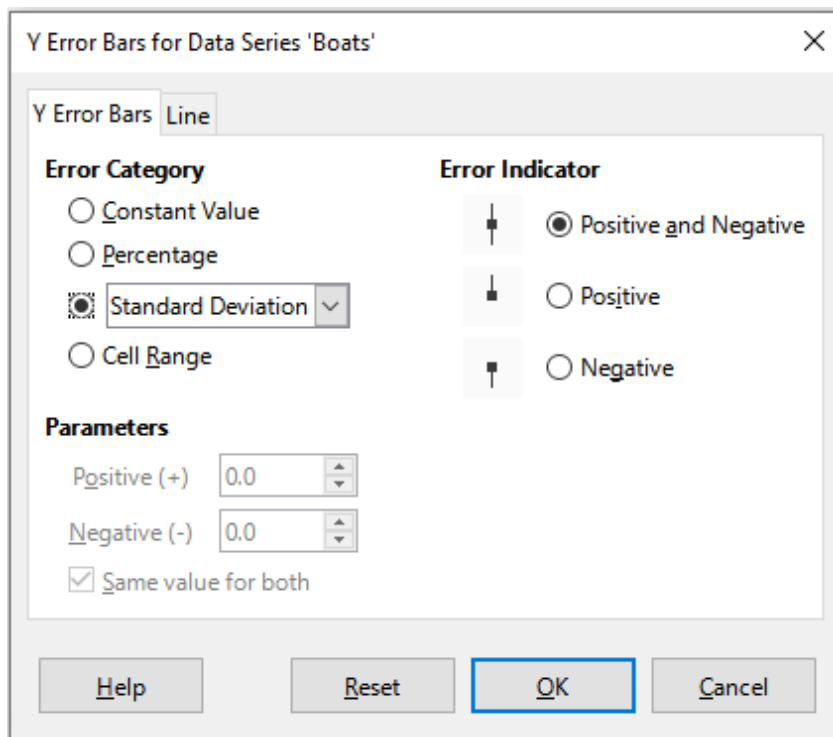 Y Error Bars for Data Series 'Boats'
Y Error Bars Line
Error Category
Constant Value
Percentage
Standard Deviation
Cell Range
Error Indicator
Positive and Negative
Positive
Negative
Parameters
Positive (+) 0.0
Negative (-) 0.0
Same value for both
Help Reset OK Cancel